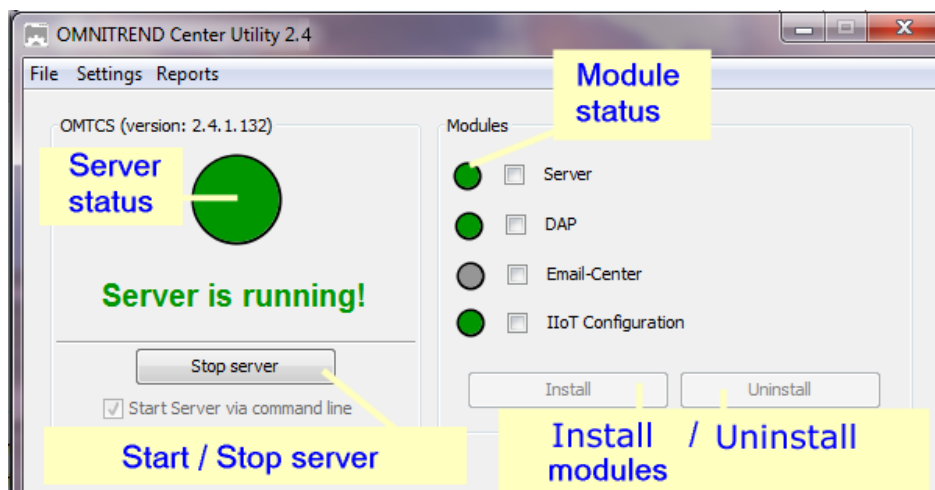 OMNITREND Center Utility 2.4
File Settings Reports
OMTCS (version: 2.4.1.132)
Server
status
Server is running!
Stop server
Start Server via command line
Start / Stop server
Module
status
Modules
Server
DAP
Email-Center
IIoT Configuration
Install
Uninstall
Install / Uninstall
modules